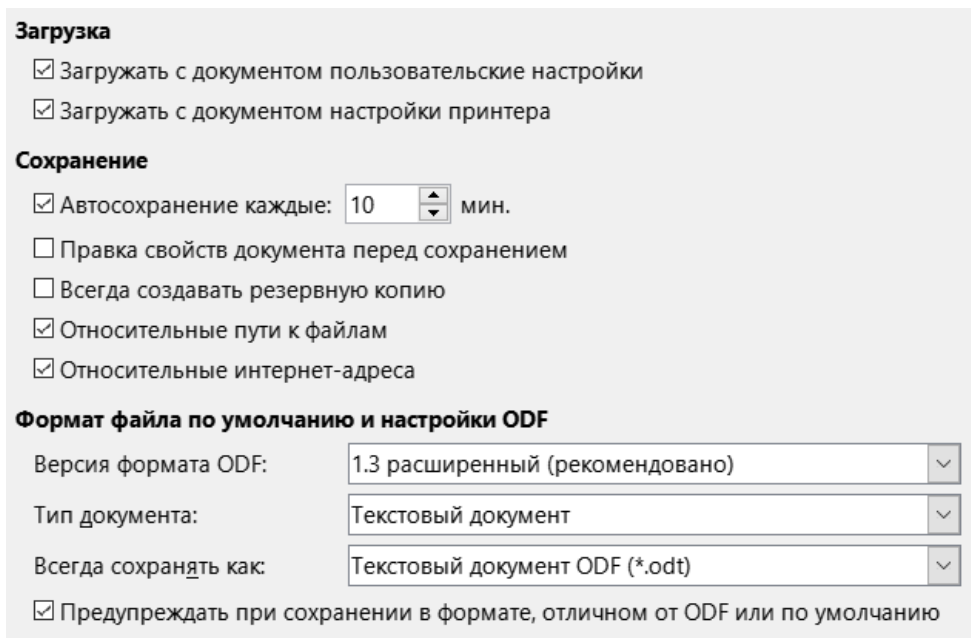 Загрузка
Загружать с документом пользовательские настройки
Загружать с документом настройки принтера
Сохранение
Автосохранение каждые: 10 мин.
Правка свойств документа перед сохранением
Всегда создавать резервную копию
Относительные пути к файлам
Относительные интернет-адреса
Формат файла по умолчанию и настройки ODF
Версия формата ODF: 1.3 расширенный (рекомендовано)
Тип документа: Текстовый документ
Всегда сохранять как: Текстовый документ ODF (*.odt)
Предупреждать при сохранении в формате, отличном от ODF или по умолчанию